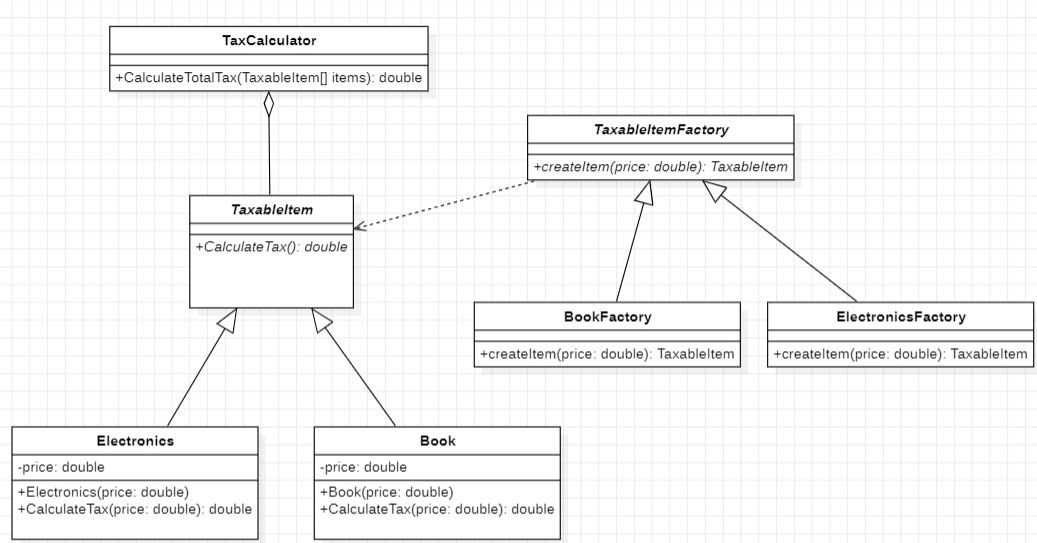 TaxCalculator
+CalculateTotalTax(TaxableItem[] items): double
TaxableItemFactory
+createItem(price: double): TaxableItem
TaxableItem
+CalculateTax(): double
BookFactory
+createItem(price: double): TaxableItem
ElectronicsFactory
+createItem(price: double): TaxableItem
Electronics
-price: double
+Electronics(price: double)
+CalculateTax(price: double): double
Book
-price: double
+Book(price: double)
+CalculateTax(price: double): double